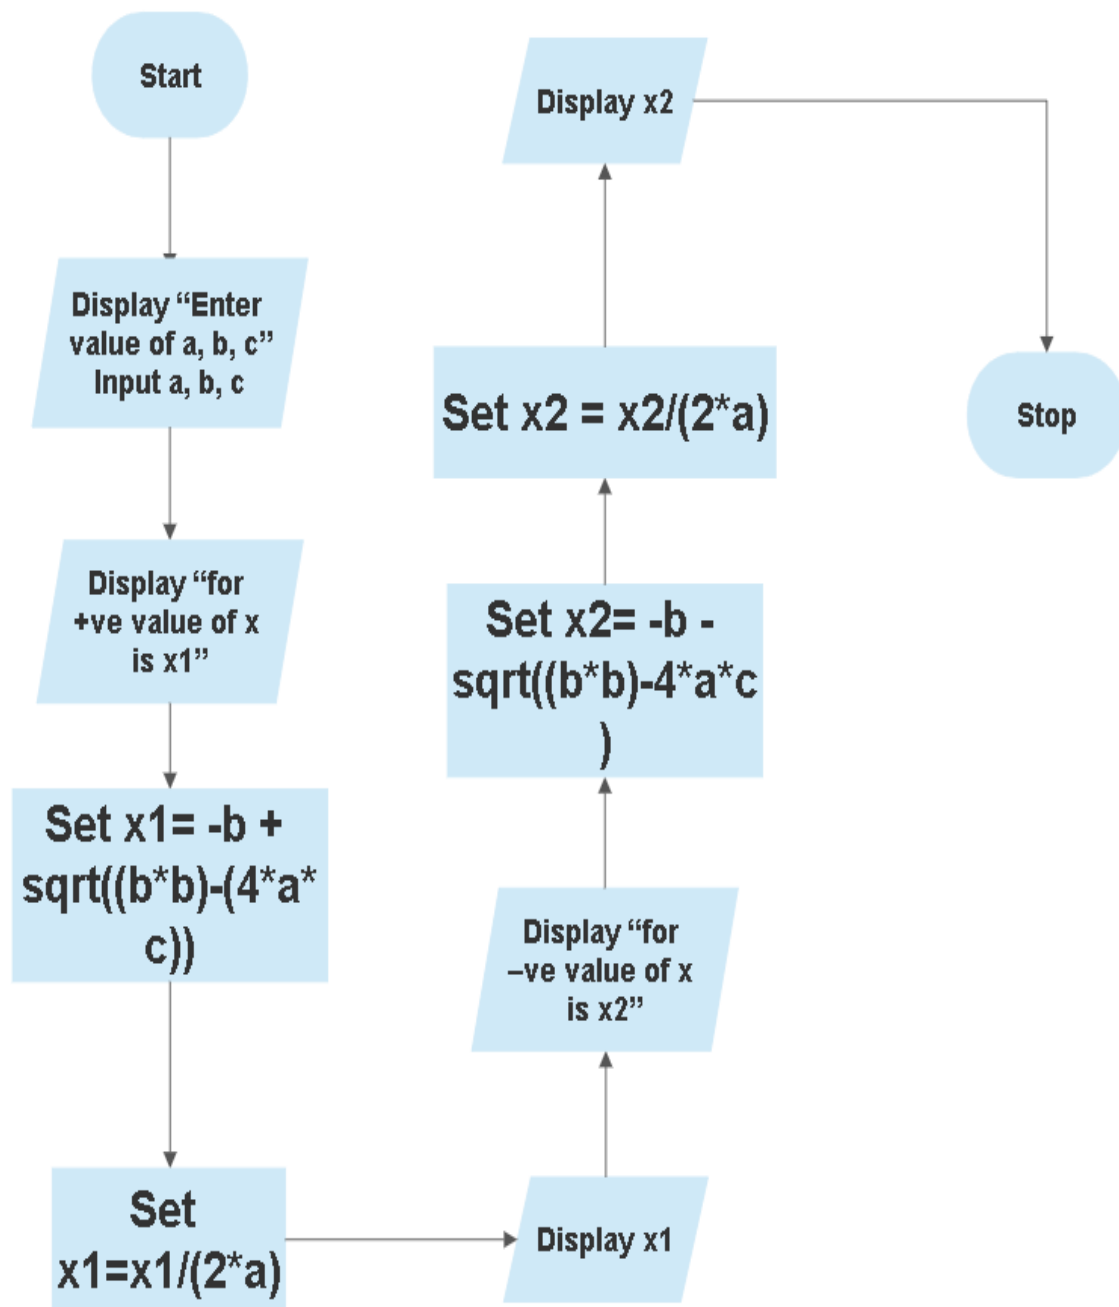 Start
Display “Enter
value of a, b, c”
Input a, b, c
Display “for
+ve value of x
is x1”
Set x1= -b +
sqrt((b*b)-(4*a*
c))
Set
x1=x1/(2*a)
Display x1
Display “for
–ve value of x
is x2”
Set x2= -b -
sqrt((b*b)-4*a*c
)
Set x2 = x2/(2*a)
Display x2
Stop